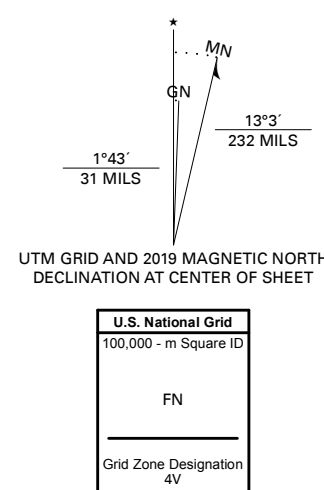 ★
MN
GN
13°3´
232 MILS
1°43´
31 MILS
UTM GRID AND 2019 MAGNETIC NORTH
DECLINATION AT CENTER OF SHEET
U.S. National Grid
100,000 - m Square ID
FN
Grid Zone Designation
4V